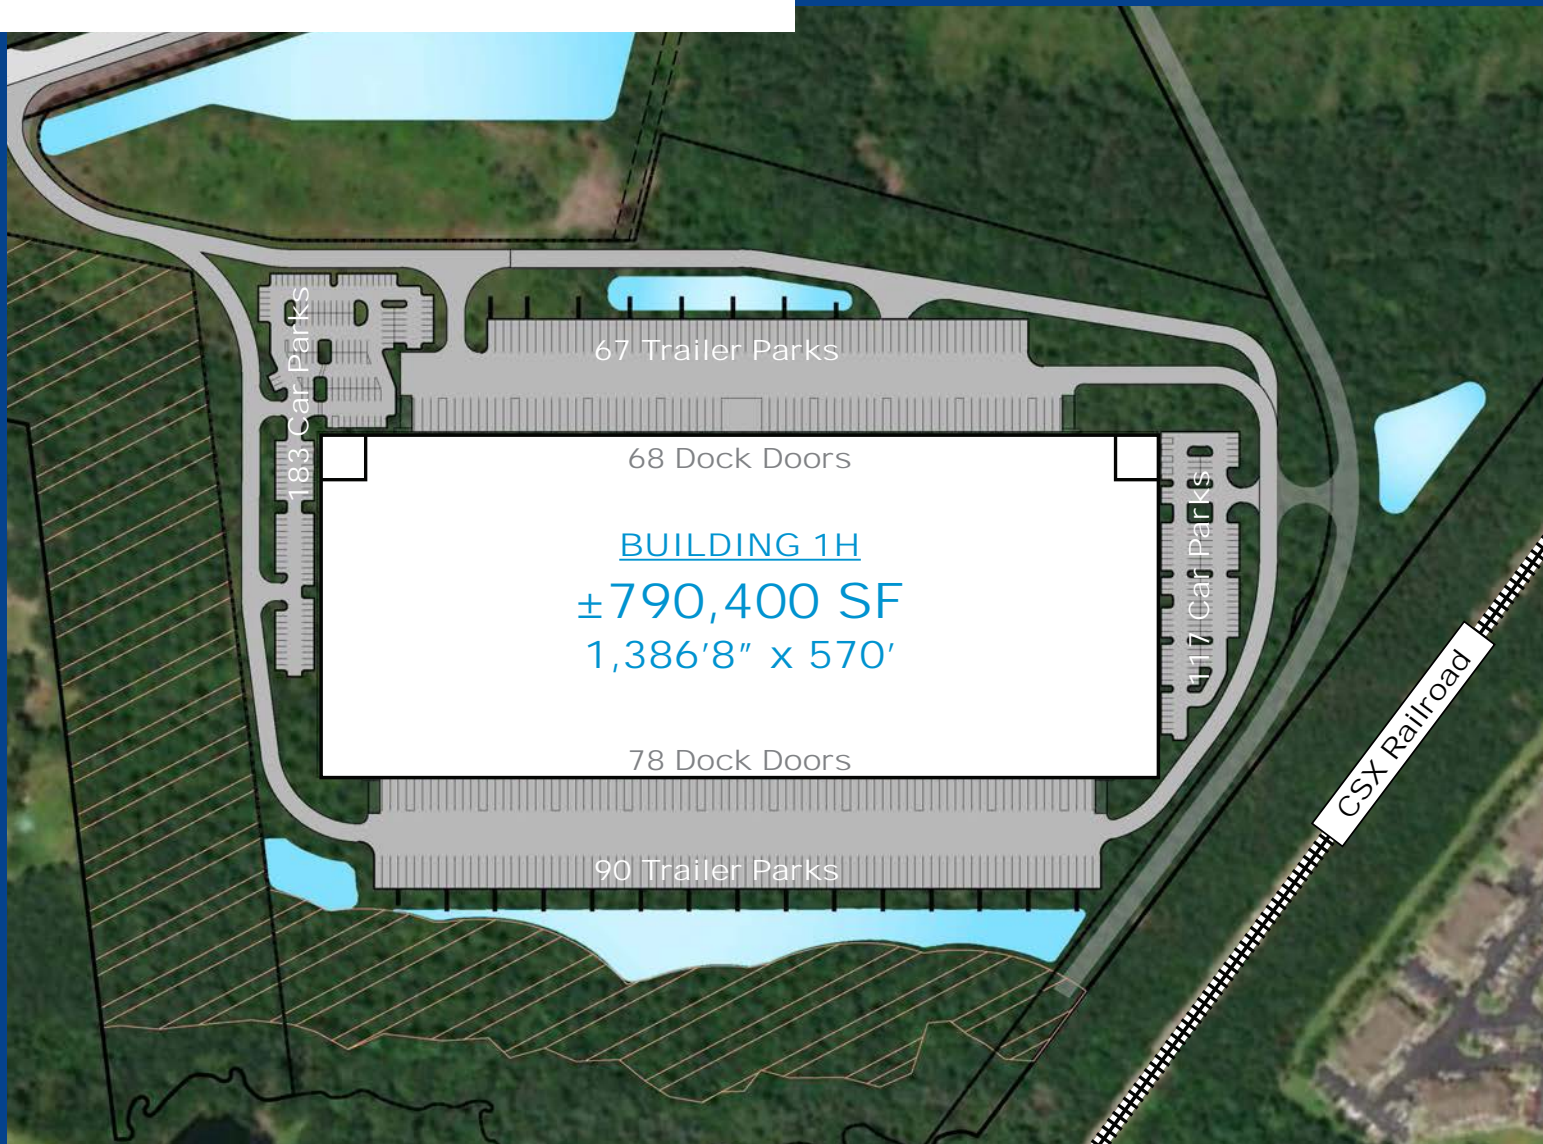 183 Car Parks
67 Trailer Parks
68 Dock Doors
BUILDING 1H
±790,400 SF
1,386’8” x 570’
117 Car Parks
78 Dock Doors
90 Trailer Parks
CSX Railroad